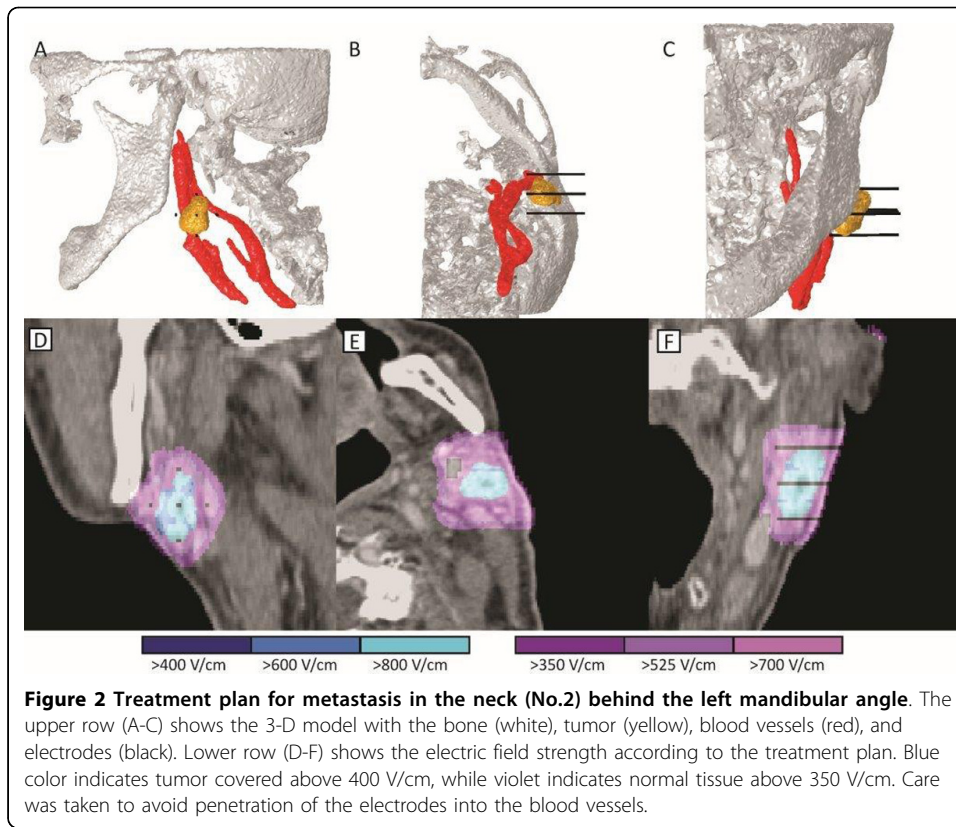 A
B
C
D
E
F
>400 V/cm >600 V/cm >800 V/cm >350 V/cm >525 V/cm >700 V/cm
Figure 2 Treatment plan for metastasis in the neck (No.2) behind the left mandibular angle. The
upper row (A-C) shows the 3-D model with the bone (white), tumor (yellow), blood vessels (red), and
electrodes (black). Lower row (D-F) shows the electric field strength according to the treatment plan. Blue
color indicates tumor covered above 400 V/cm, while violet indicates normal tissue above 350 V/cm. Care
was taken to avoid penetration of the electrodes into the blood vessels.